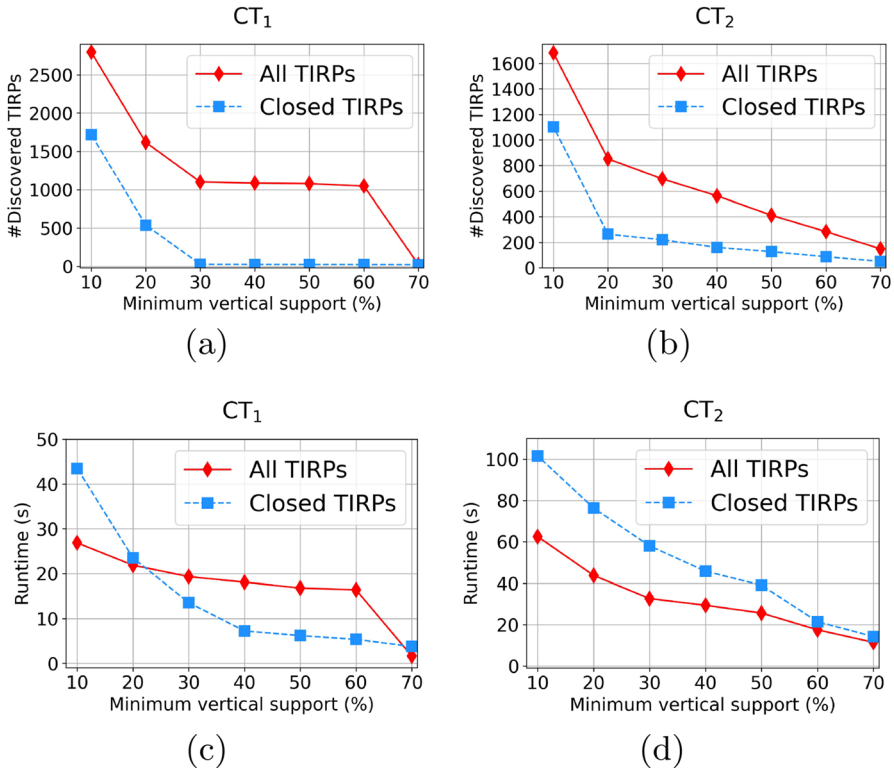 CT₁
#Discovered TIRPs
2500
2000
1500
1000
500
0
All TIRPs
Closed TIRPs
10 20 30 40 50 60 70
Minimum vertical support (%)
(a)
CT₂
#Discovered TIRPs
1600
1400
1200
1000
800
600
400
200
0
All TIRPs
Closed TIRPs
10 20 30 40 50 60 70
Minimum vertical support (%)
(b)
CT₁
Runtime (s)
50
40
30
20
10
0
All TIRPs
Closed TIRPs
10 20 30 40 50 60 70
Minimum vertical support (%)
(c)
CT₂
Runtime (s)
100
80
60
40
20
0
All TIRPs
Closed TIRPs
10 20 30 40 50 60 70
Minimum vertical support (%)
(d)